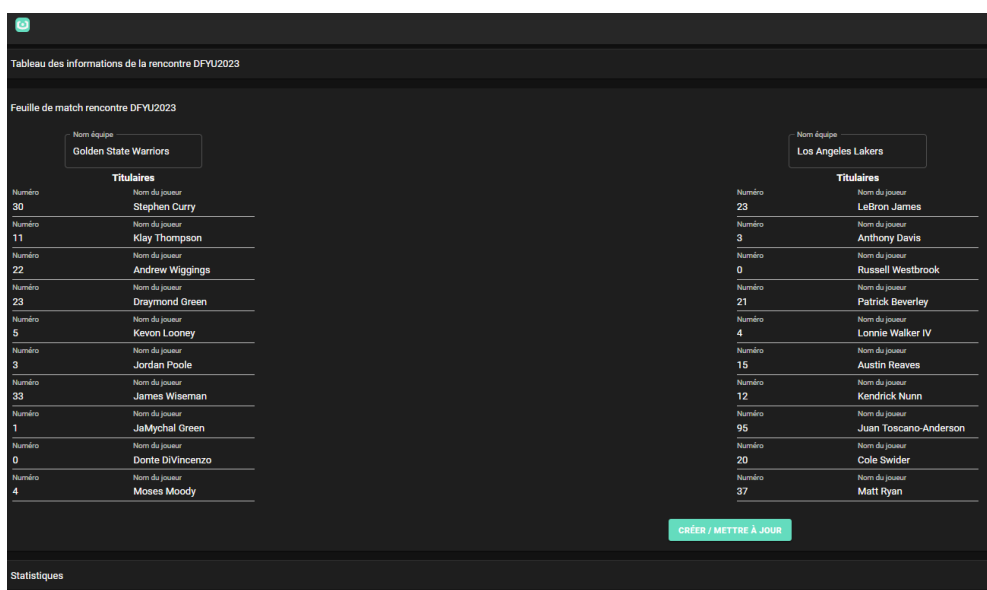 Tableau des informations de la rencontre DFYU2023
Feuille de match rencontre DFYU2023
Nom équipe
Golden State Warriors
Titulaires
Numéro Nom du joueur
30 Stephen Curry
Numéro Nom du joueur
11 Klay Thompson
Numéro Nom du joueur
22 Andrew Wiggings
Numéro Nom du joueur
23 Draymond Green
Numéro Nom du joueur
5 Kevon Looney
Numéro Nom du joueur
3 Jordan Poole
Numéro Nom du joueur
33 James Wiseman
Numéro Nom du joueur
1 JaMychal Green
Numéro Nom du joueur
0 Donte DiVincenzo
Numéro Nom du joueur
4 Moses Moody
Nom équipe
Los Angeles Lakers
Titulaires
Numéro Nom du joueur
23 LeBron James
Numéro Nom du joueur
3 Anthony Davis
Numéro Nom du joueur
0 Russell Westbrook
Numéro Nom du joueur
21 Patrick Beverley
Numéro Nom du joueur
4 Lonnie Walker IV
Numéro Nom du joueur
15 Austin Reaves
Numéro Nom du joueur
12 Kendrick Nunn
Numéro Nom du joueur
95 Juan Toscano-Anderson
Numéro Nom du joueur
20 Cole Swider
Numéro Nom du joueur
37 Matt Ryan
CRÉER / METTRE À JOUR
Statistiques